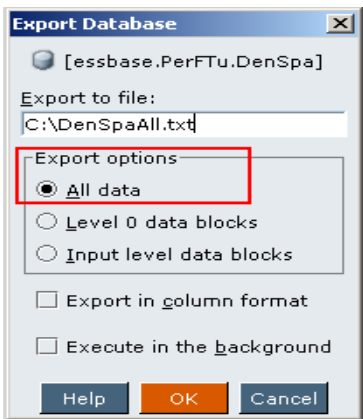 Export Database
[essbase.PerFTu.DenSpa]
Export to file:
C:\DenSpaAll.txt
Export options
All data
Level 0 data blocks
Input level data blocks
Export in column format
Execute in the background
Help OK Cancel